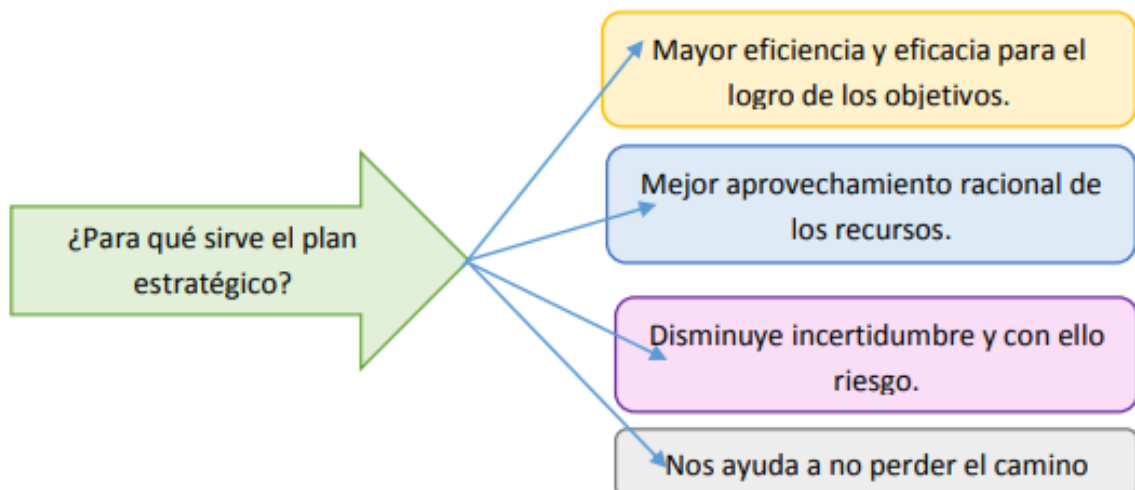 ¿Para qué sirve el plan
estratégico?
Mayor eficiencia y eficacia para el
logro de los objetivos.
Mejor aprovechamiento racional de
los recursos.
Disminuye incertidumbre y con ello
riesgo.
Nos ayuda a no perder el camino